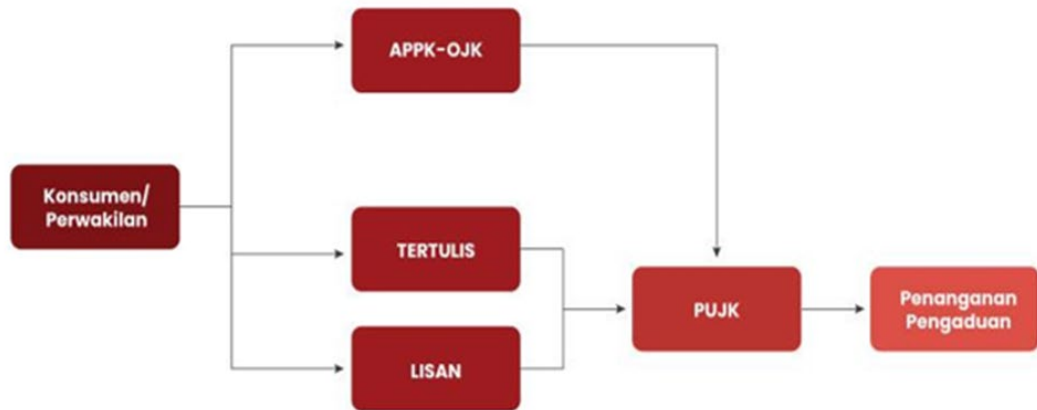 APPK-OJK
Konsumen/
Perwakilan
TERTULIS
PUJK
Penanganan
Pengaduan
LISAN